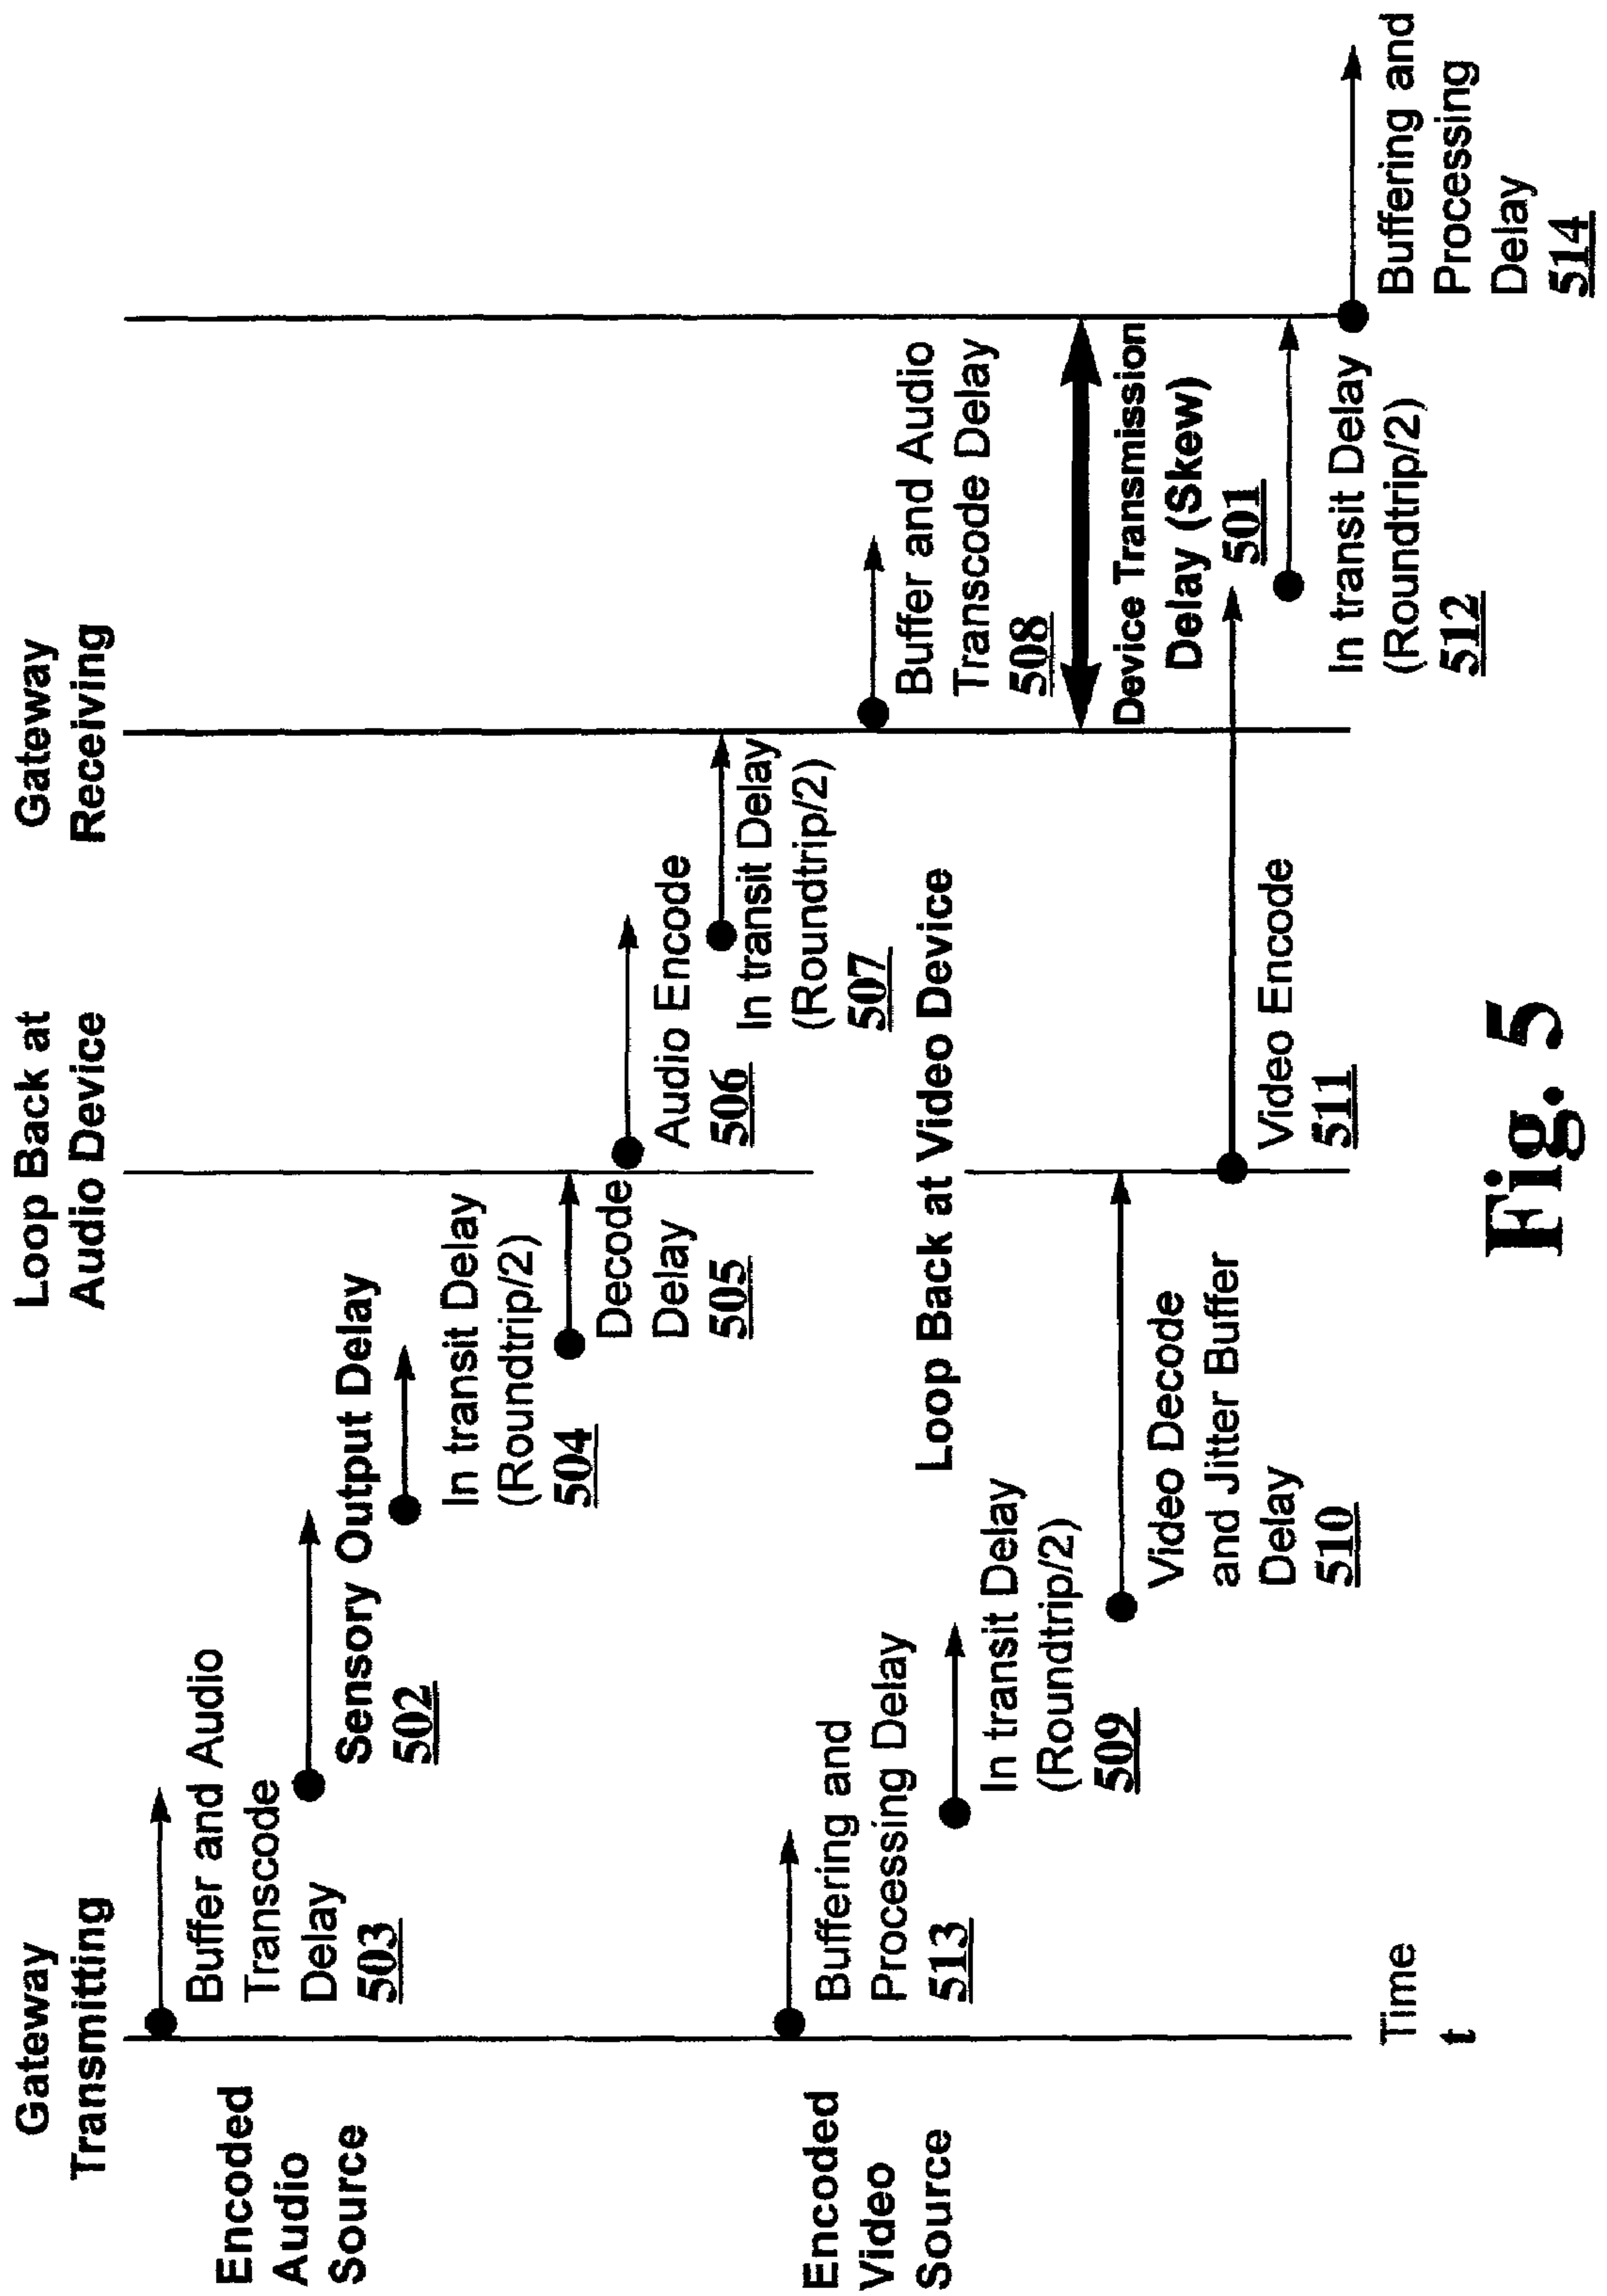 Gateway
Transmitting
Loop Back at
Audio Device
Gateway
Receiving
Encoded
Audio
Source
Buffer and Audio
Transcode
Delay
503
Sensory Output Delay
502
In transit Delay
(Roundtrip/2)
504
Decode
Delay
505
Audio Encode
506
In transit Delay
(Roundtrip/2)
507
Buffer and Audio
Transcode Delay
508
Device Transmission
Delay (Skew)
501
Encoded
Video
Source
Buffering and
Processing Delay
513
Loop Back at Video Device
In transit Delay
(Roundtrip/2)
509
Video Decode
and Jitter Buffer
Delay
510
Video Encode
511
In transit Delay
(Roundtrip/2)
512
Buffering and
Processing
Delay
514
Time
t
Fig. 5